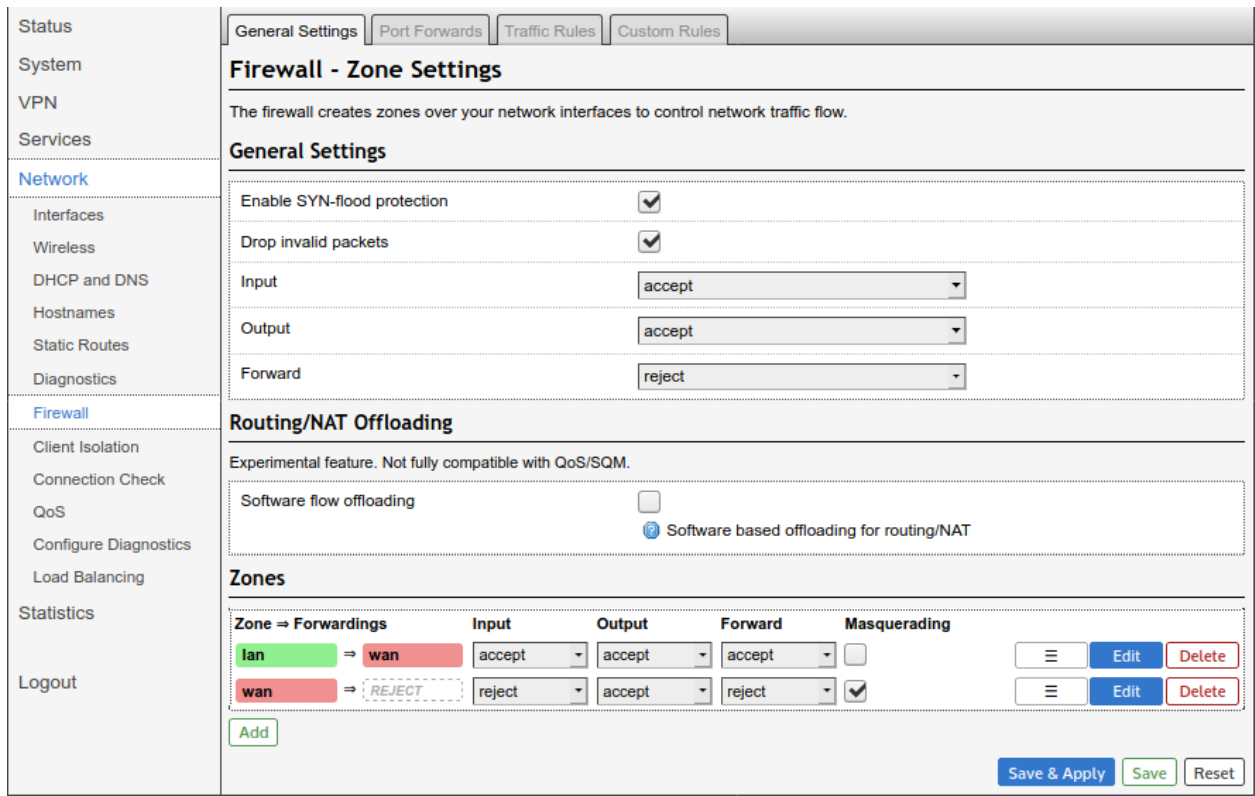 Status
System
VPN
Services
Network
Interfaces
Wireless
DHCP and DNS
Hostnames
Static Routes
Diagnostics
Firewall
Client Isolation
Connection Check
QoS
Configure Diagnostics
Load Balancing
Statistics
Logout
General Settings Port Forwards Traffic Rules Custom Rules
Firewall - Zone Settings
The firewall creates zones over your network interfaces to control network traffic flow.
General Settings
Enable SYN-flood protection
Drop invalid packets
Input accept
Output accept
Forward reject
Routing/NAT Offloading
Experimental feature. Not fully compatible with QoS/SQM.
Software flow offloading
Software based offloading for routing/NAT
Zones
Zone ⇒ Forwardings Input Output Forward Masquerading
lan ⇒ wan accept accept accept ☰ Edit Delete
wan ⇒ REJECT reject accept reject ☰ Edit Delete
Add
Save & Apply Save Reset